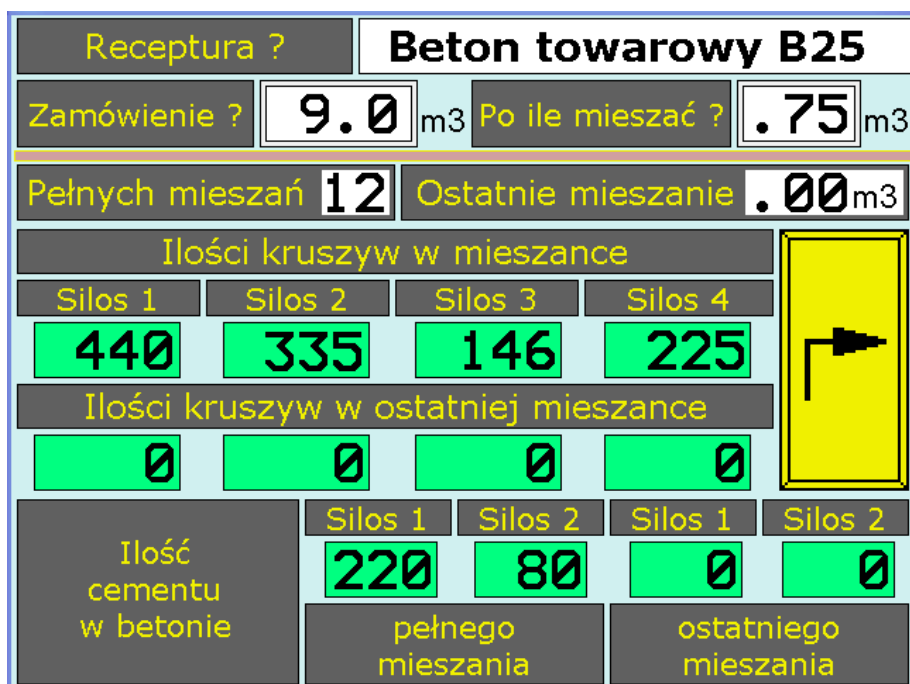 Receptura ? Beton towarowy B25
Zamówienie ? 9.0 m3 Po ile mieszać ? .75 m3
Pełnych mieszań 12 Ostatnie mieszanie .00 m3
Ilości kruszyw w mieszance
Silos 1 Silos 2 Silos 3 Silos 4
440 335 146 225
Ilości kruszyw w ostatniej mieszance
0 0 0 0
Silos 1 Silos 2 Silos 1 Silos 2
220 80 0 0
Ilość
cementu
w betonie
pełnego
mieszania
ostatniego
mieszania